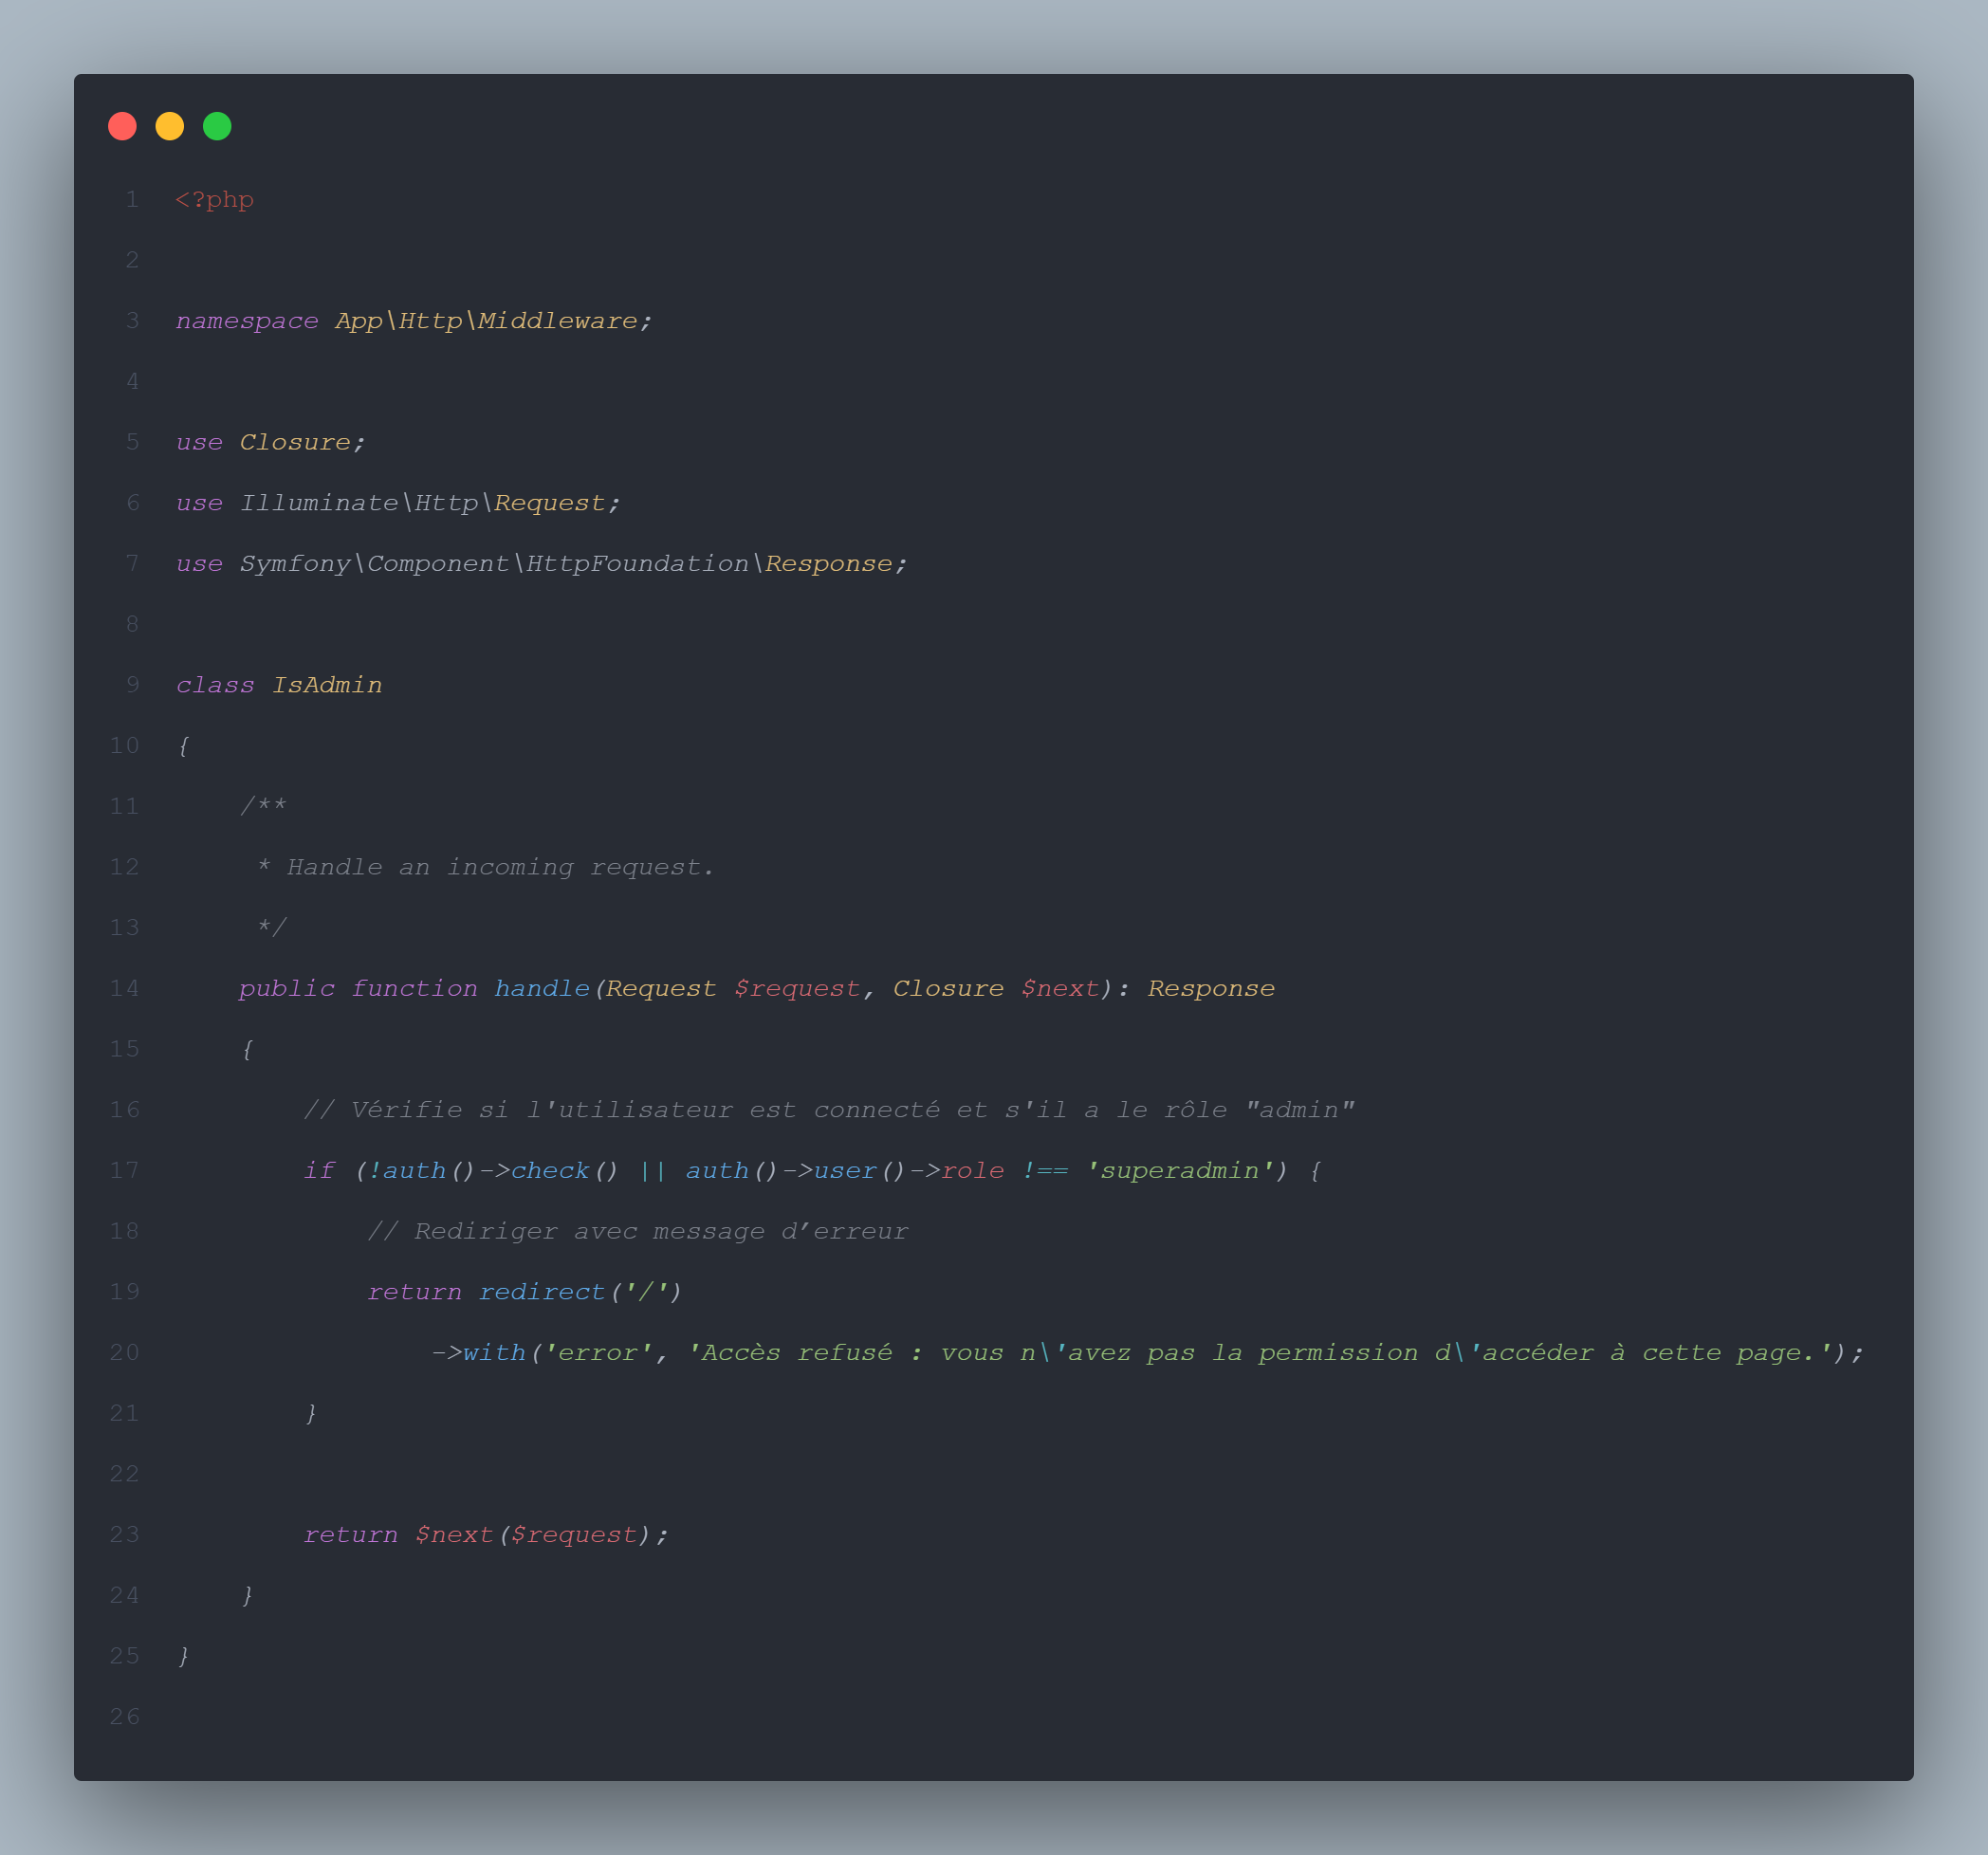 1 <?php
2
3 namespace App\Http\Middleware;
4
5 use Closure;
6 use Illuminate\Http\Request;
7 use Symfony\Component\HttpFoundation\Response;
8
9 class IsAdmin
10 {
11     /**
12      * Handle an incoming request.
13      */
14     public function handle(Request $request, Closure $next): Response
15     {
16         // Vérifie si l'utilisateur est connecté et s'il a le rôle "admin"
17         if (!auth()->check() || auth()->user()->role !== 'superadmin') {
18             // Rediriger avec message d’erreur
19             return redirect('/')
20                 ->with('error', 'Accès refusé : vous n\'avez pas la permission d\'accéder à cette page.');
21         }
22
23         return $next($request);
24     }
25 }
26